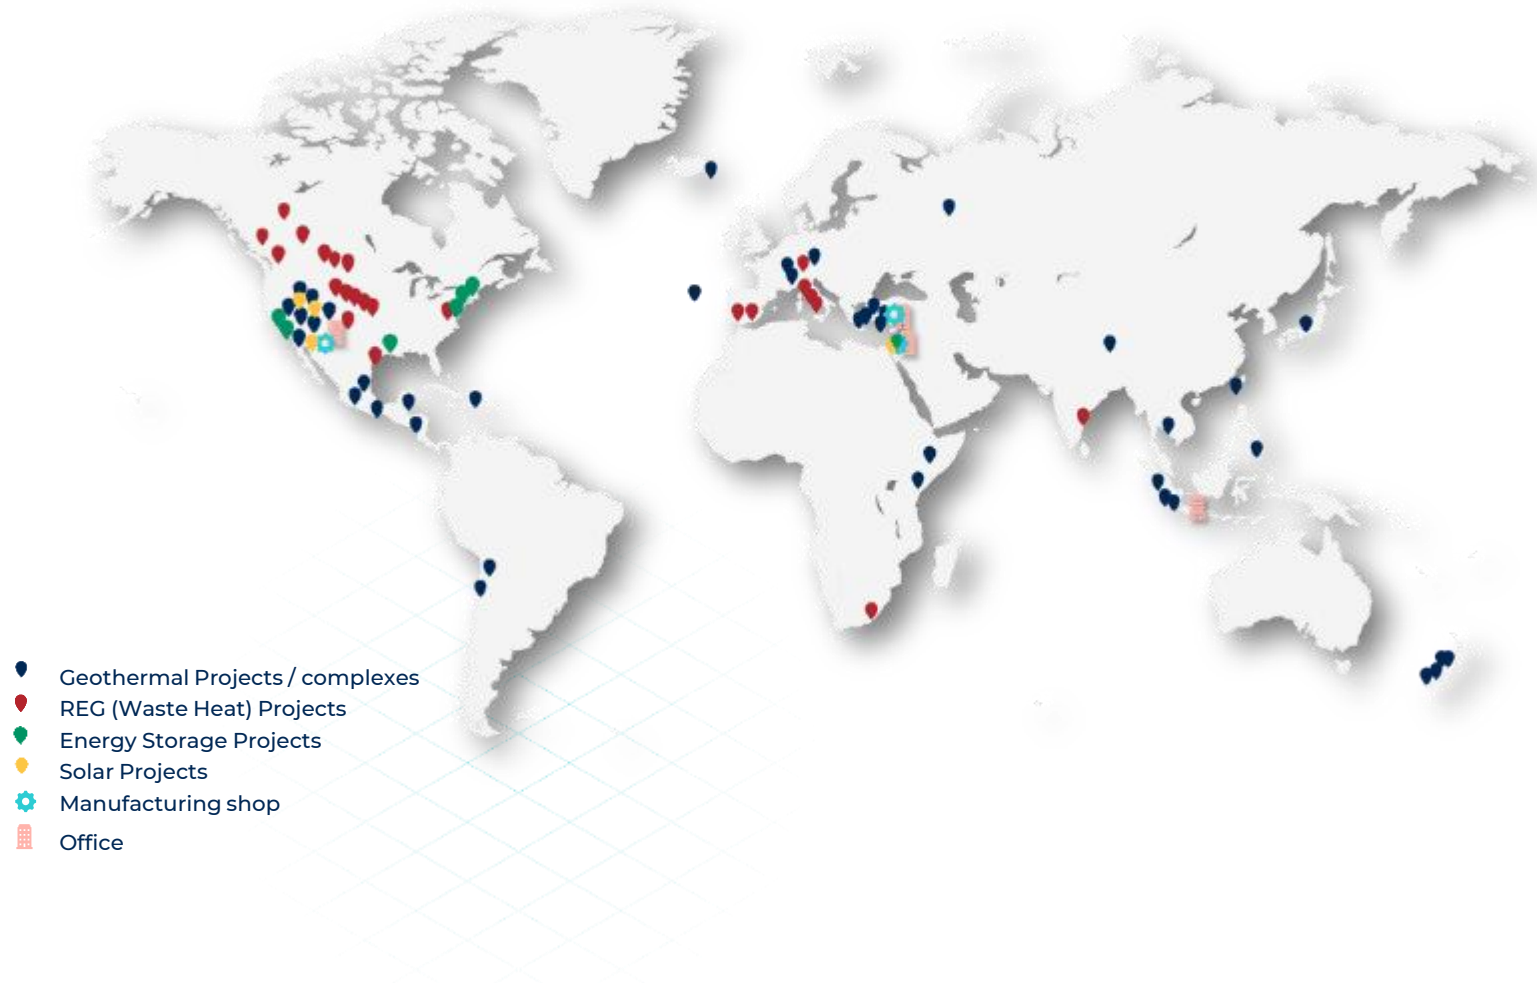 Geothermal Projects / complexes
REG (Waste Heat) Projects
Energy Storage Projects
Solar Projects
Manufacturing shop
Office